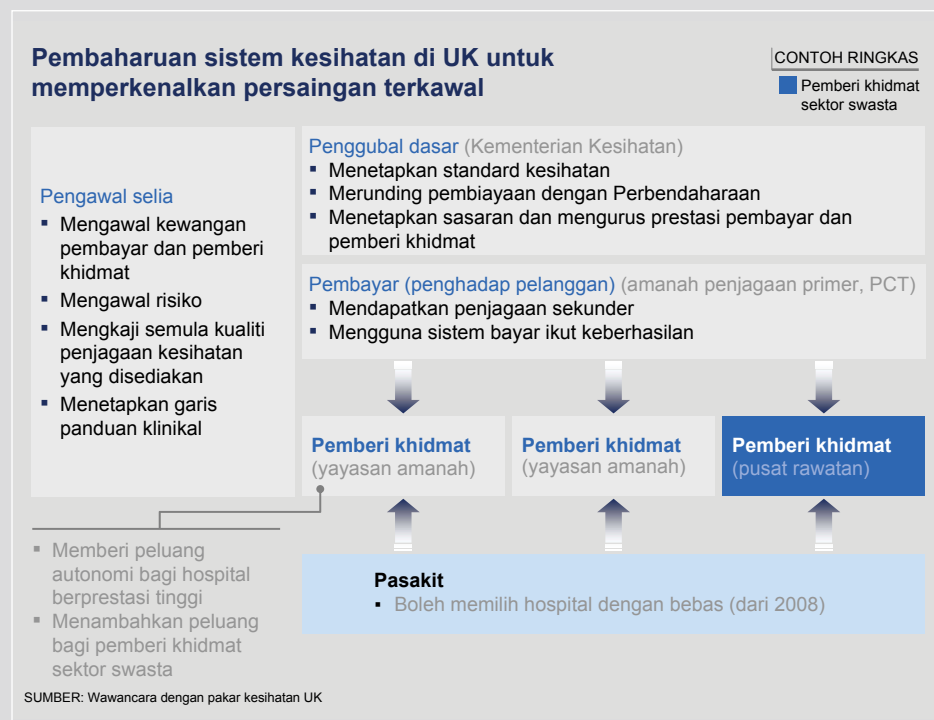 Pembaharuan sistem kesihatan di UK untuk
memperkenalkan persaingan terkawal
CONTOH RINGKAS
Pemberi khidmat
sektor swasta
Pengawal selia
▪ Mengawal kewangan
pembayar dan pemberi
khidmat
▪ Mengawal risiko
▪ Mengkaji semula kualiti
penjagaan kesihatan
yang disediakan
▪ Menetapkan garis
panduan klinikal
Penggubal dasar (Kementerian Kesihatan)
▪ Menetapkan standard kesihatan
▪ Merunding pembiayaan dengan Perbendaharaan
▪ Menetapkan sasaran dan mengurus prestasi pembayar dan
pemberi khidmat
Pembayar (penghadap pelanggan) (amanah penjagaan primer, PCT)
▪ Mendapatkan penjagaan sekunder
▪ Mengguna sistem bayar ikut keberhasilan
Pemberi khidmat
(yayasan amanah)
Pemberi khidmat
(yayasan amanah)
Pemberi khidmat
(pusat rawatan)
▪ Memberi peluang
autonomi bagi hospital
berprestasi tinggi
▪ Menambahkan peluang
bagi pemberi khidmat
sektor swasta
Pasakit
▪ Boleh memilih hospital dengan bebas (dari 2008)
SUMBER: Wawancara dengan pakar kesihatan UK